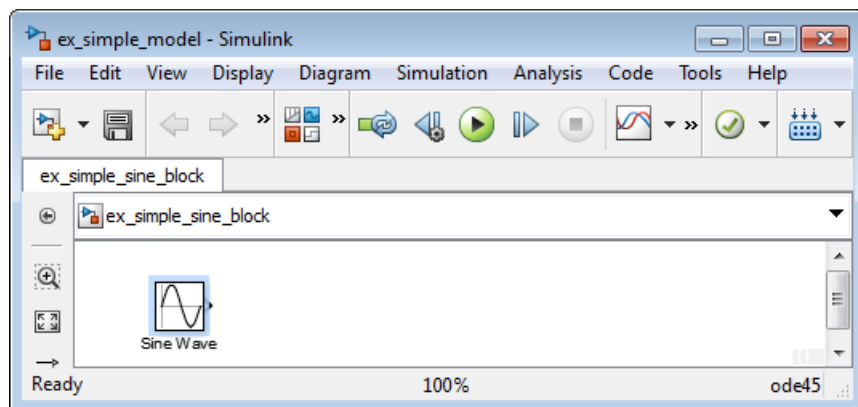 ex_simple_model - Simulink
File Edit View Display Diagram Simulation Analysis Code Tools Help
ex_simple_sine_block
ex_simple_sine_block
Sine Wave
Ready 100% ode45